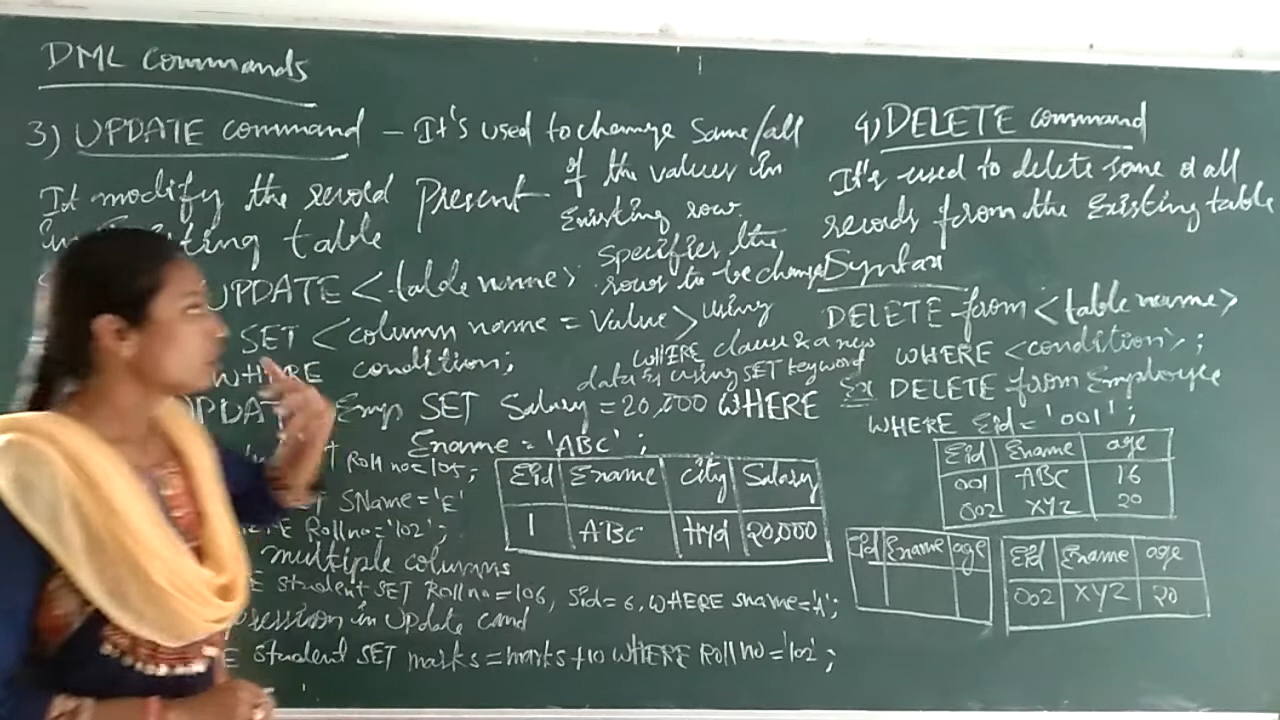 DML commands
3) UPDATE command – It's used to change some/all
of the values in
existing row.
It modify the record Present
table
specifies the
rows to be changed using
WHERE clause & a new
data is using SET keyword
UPDATE <table name>
SET <column name = Value>
WHERE condition;
UPDATE Emp SET Salary = 20,000 WHERE
Ename = 'ABC' ;
Roll no=105;
SName='E'
Rollno='102';
multiple columns
student SET Rollno=106, Sid=6, WHERE sname='A';
in Update cmd
student SET marks=marks+10 WHERE Roll no='102';
Eid Ename City Salary
1 ABC Hyd 20,000
4) DELETE command
It's used to delete some or all
records from the Existing table
Syntax
DELETE from <table name>
WHERE <condition>;
Ex DELETE from Employee
WHERE Eid='001';
Eid Ename age
001 ABC 16
002 XYZ 20
Eid Ename age
Eid Ename age
002 XYZ 20